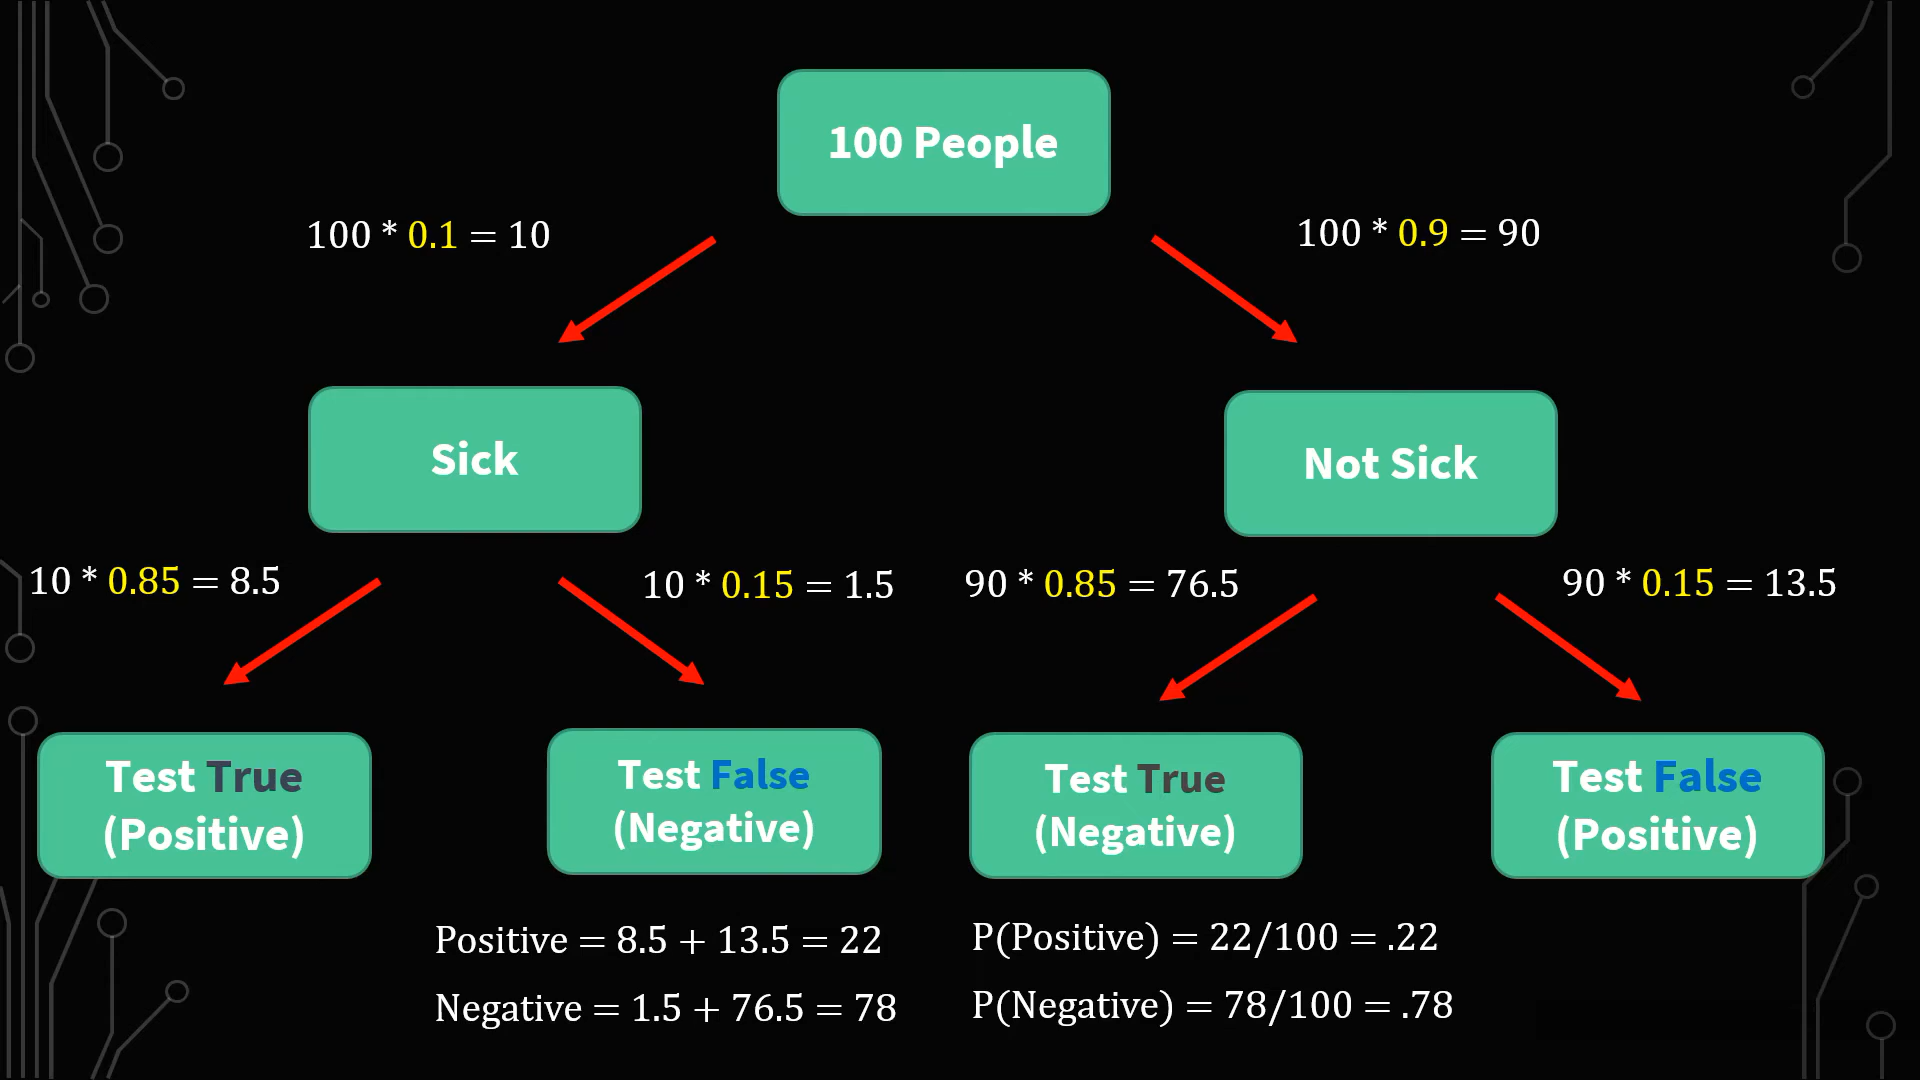 100 People
100 * 0.1 = 10
100 * 0.9 = 90
Sick
Not Sick
10 * 0.85 = 8.5
10 * 0.15 = 1.5
90 * 0.85 = 76.5
90 * 0.15 = 13.5
Test True
(Positive)
Test False
(Negative)
Test True
(Negative)
Test False
(Positive)
Positive = 8.5 + 13.5 = 22
Negative = 1.5 + 76.5 = 78
P(Positive) = 22/100 = .22
P(Negative) = 78/100 = .78